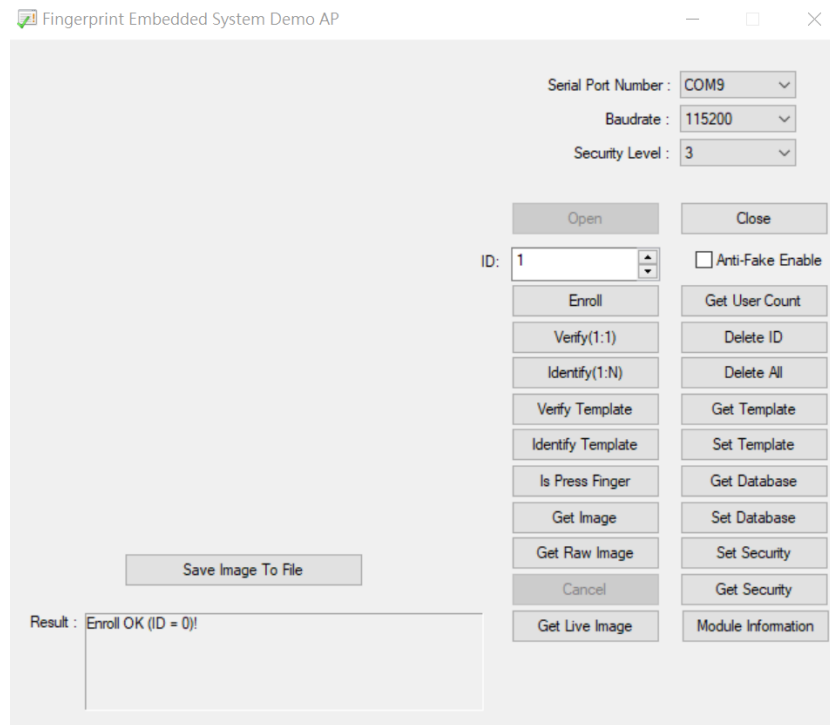 Fingerprint Embedded System Demo AP
Serial Port Number : COM9
Baudrate : 115200
Security Level : 3
Open Close
ID: 1 Anti-Fake Enable
Enroll Get User Count
Verify(1:1) Delete ID
Identify(1:N) Delete All
Verify Template Get Template
Identify Template Set Template
Is Press Finger Get Database
Get Image Set Database
Get Raw Image Set Security
Save Image To File
Cancel Get Security
Result : Enroll OK (ID = 0)!
Get Live Image Module Information